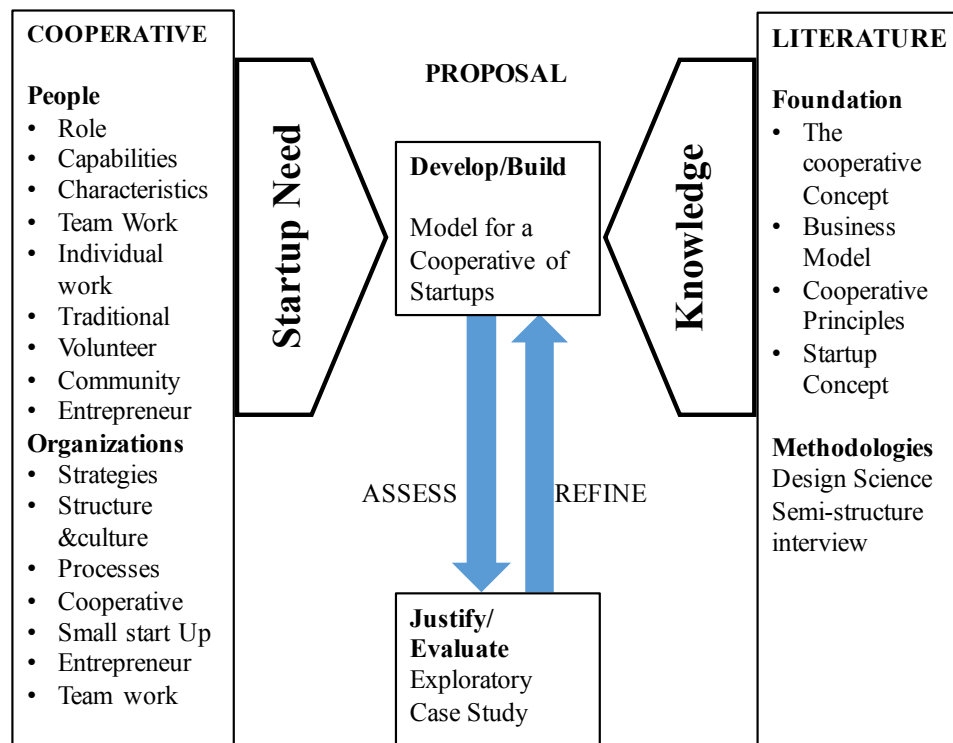 COOPERATIVE
People
• Role
• Capabilities
• Characteristics
• Team Work
• Individual
work
• Traditional
• Volunteer
• Community
• Entrepreneur
Organizations
• Strategies
• Structure
&culture
• Processes
• Cooperative
• Small start Up
• Entrepreneur
• Team work
Startup Need
PROPOSAL
Develop/Build
Model for a
Cooperative of
Startups
ASSESS
REFINE
Justify/
Evaluate
Exploratory
Case Study
Knowledge
LITERATURE
Foundation
• The
cooperative
Concept
• Business
Model
• Cooperative
Principles
• Startup
Concept
Methodologies
Design Science
Semi-structure
interview